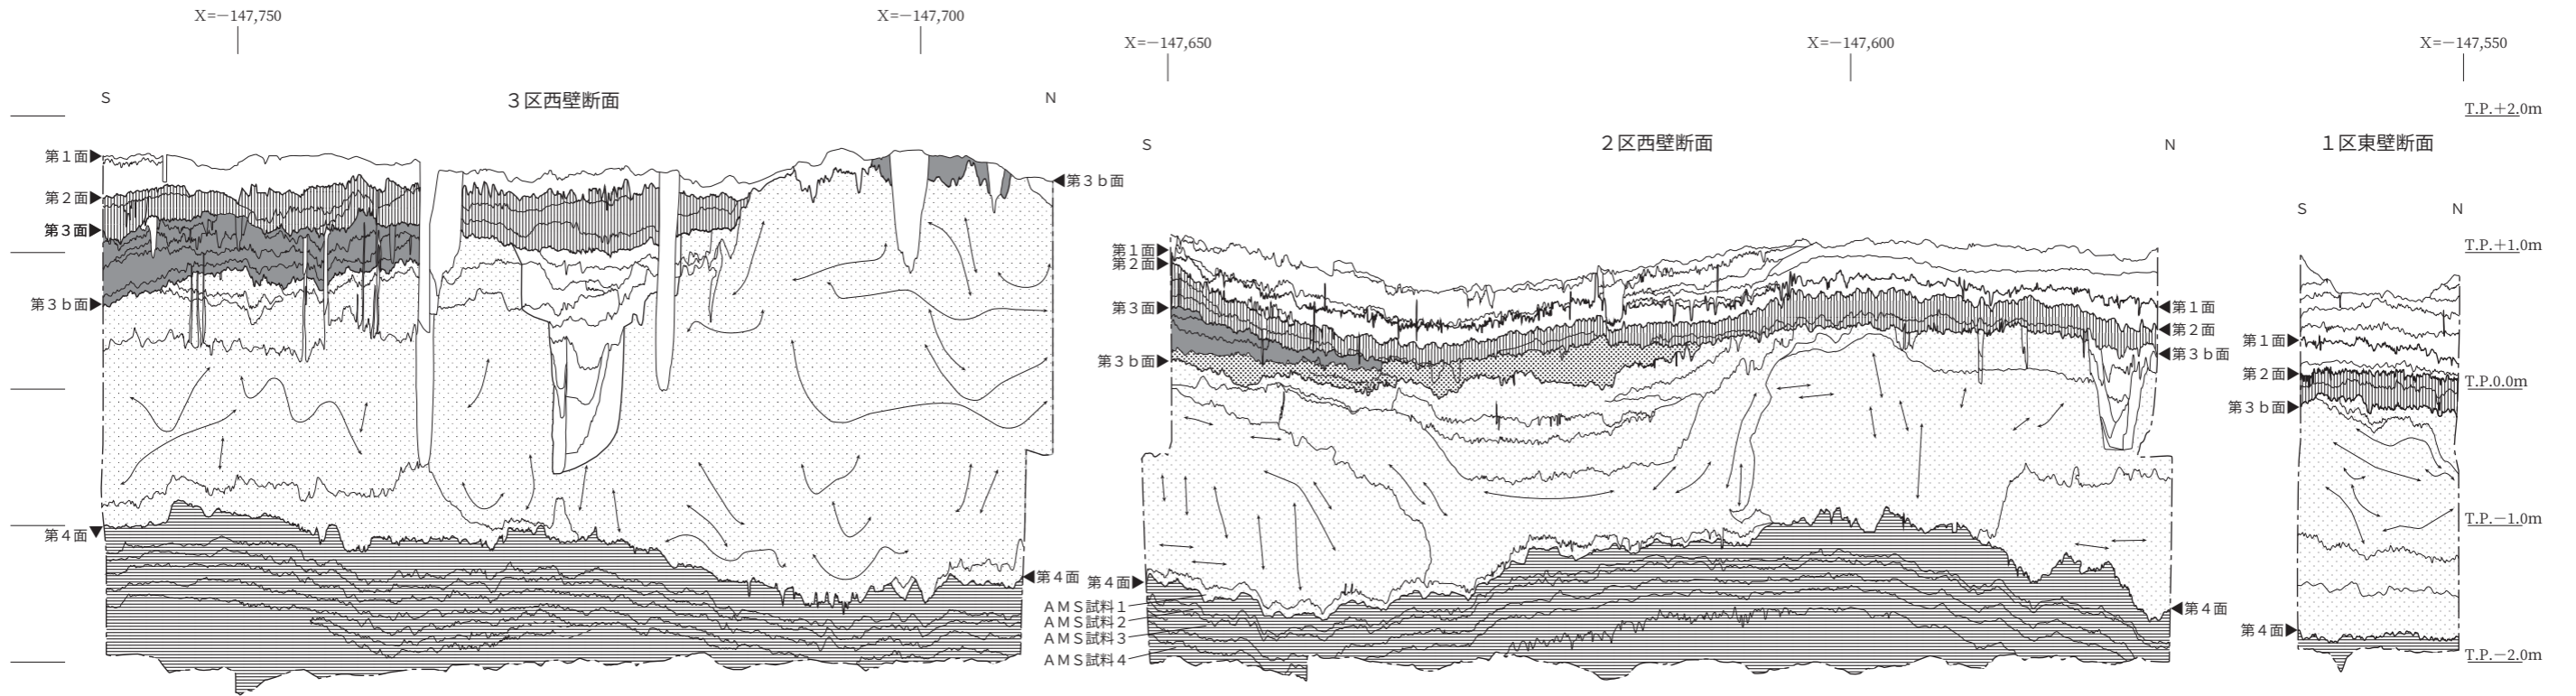 X=－147,750
X=－147,700
X=－147,650
X=－147,600
X=－147,550
S
３区西壁断面
N
第１面▶
第２面▶
第３面▶
第３ｂ面▶
第４面▼
◀第３ｂ面
◀第４面
S
２区西壁断面
N
第１面▶
第２面▶
第３面▶
第３ｂ面▶
第４面▶
ＡＭＳ試料１
ＡＭＳ試料２
ＡＭＳ試料３
ＡＭＳ試料４
◀第１面
◀第２面
◀第３ｂ面
◀第４面
１区東壁断面
S
N
第１面▶
第２面▶
第３ｂ面▶
第４面▶
T.P.＋2.0m
T.P.＋1.0m
T.P.0.0m
T.P.－1.0m
T.P.－2.0m